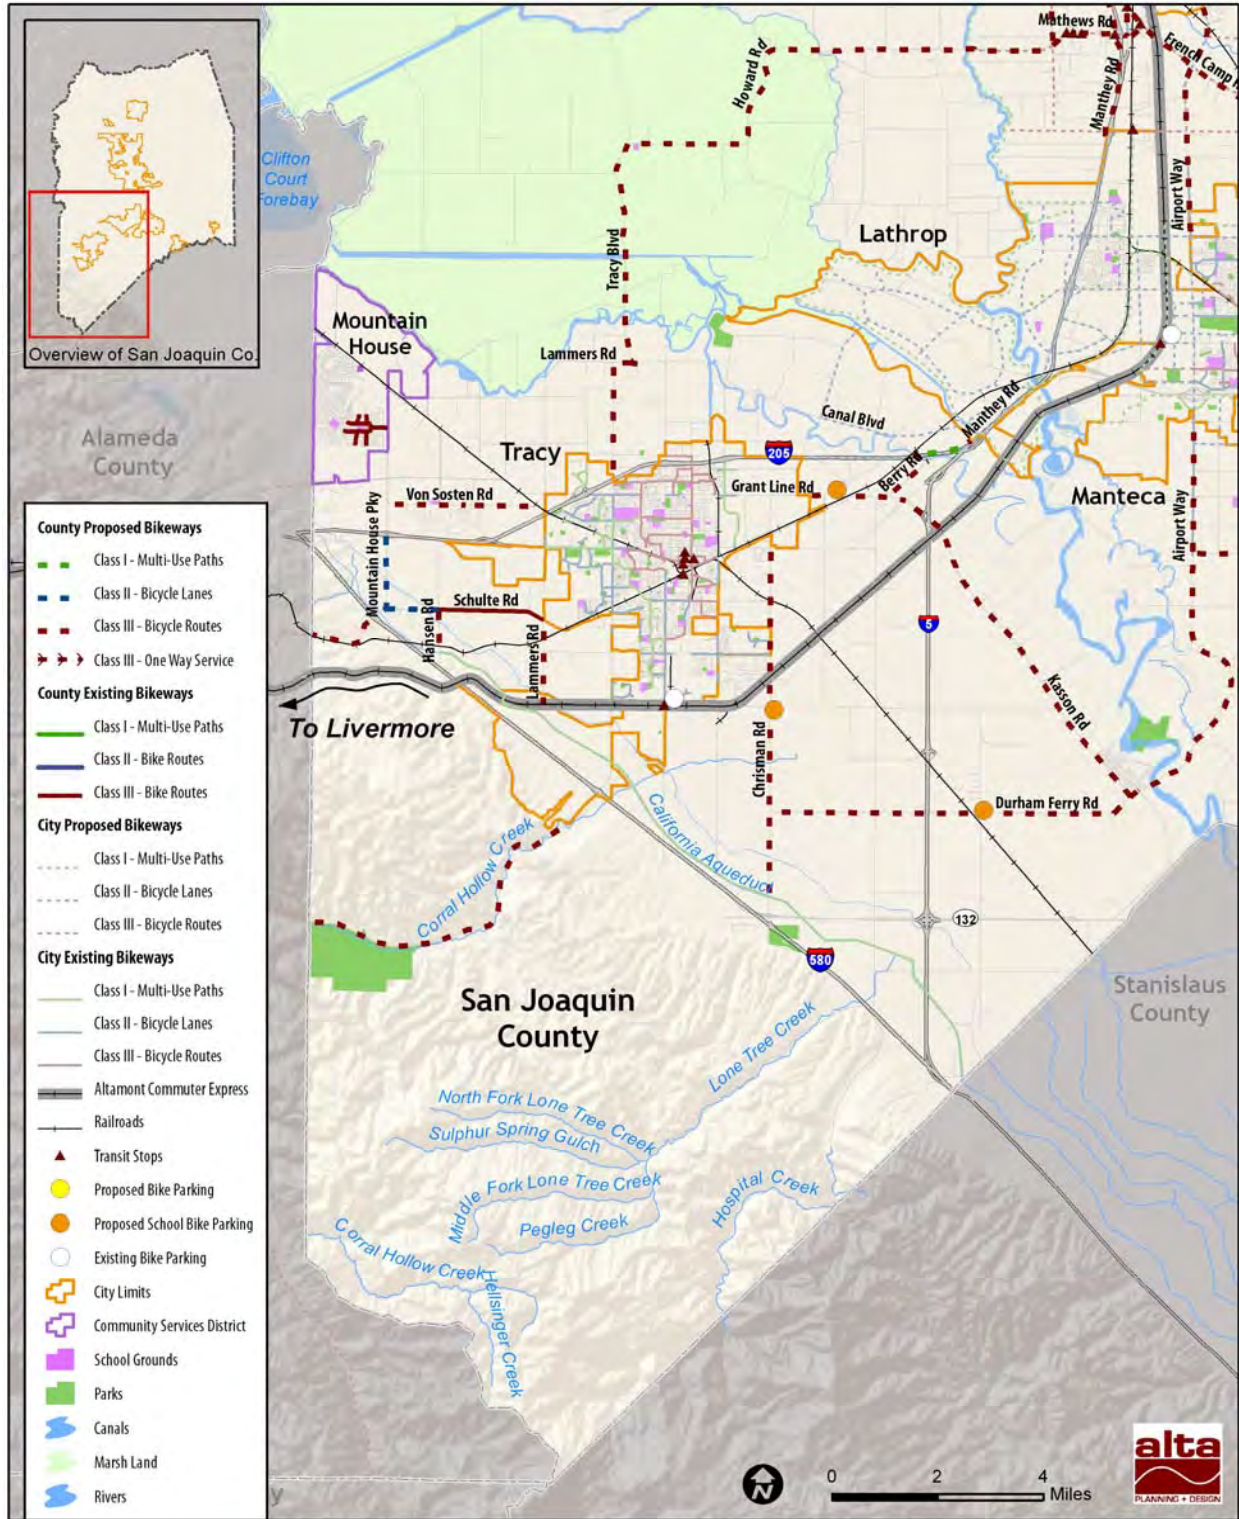 Overview of San Joaquin Co.
Clifton
Court
Forebay
Alameda
County
County Proposed Bikeways
Class I - Multi-Use Paths
Class II - Bicycle Lanes
Class III - Bicycle Routes
Class III - One Way Service
County Existing Bikeways
Class I - Multi-Use Paths
Class II - Bike Routes
Class III - Bike Routes
City Proposed Bikeways
Class I - Multi-Use Paths
Class II - Bicycle Lanes
Class III - Bicycle Routes
City Existing Bikeways
Class I - Multi-Use Paths
Class II - Bicycle Lanes
Class III - Bicycle Routes
Altamont Commuter Express
Railroads
Transit Stops
Proposed Bike Parking
Proposed School Bike Parking
Existing Bike Parking
City Limits
Community Services District
School Grounds
Parks
Canals
Marsh Land
Rivers
Mathews Rd
French Camp
Howard Rd
Manthey Rd
Airport Way
Lathrop
Tracy Blvd
Mountain
House
Lammers Rd
Canal Blvd
Manthey Rd
Tracy
205
Berry Rd
Grant Line Rd
Manteca
Von Sosten Rd
Mountain House Pky
Airport Way
Schulte Rd
Hansen Rd
Lammers Rd
5
To Livermore
Chrisman Rd
Kasson Rd
Durham Ferry Rd
California Aqueduct
Corral Hollow Creek
132
580
Stanislaus
County
San Joaquin
County
Lone Tree Creek
North Fork Lone Tree Creek
Sulphur Spring Gulch
Middle Fork Lone Tree Creek
Hospital Creek
Pegleg Creek
Corral Hollow Creek
Hellsinger Creek
y
N
0 2 4
Miles
alta
PLANNING + DESIGN